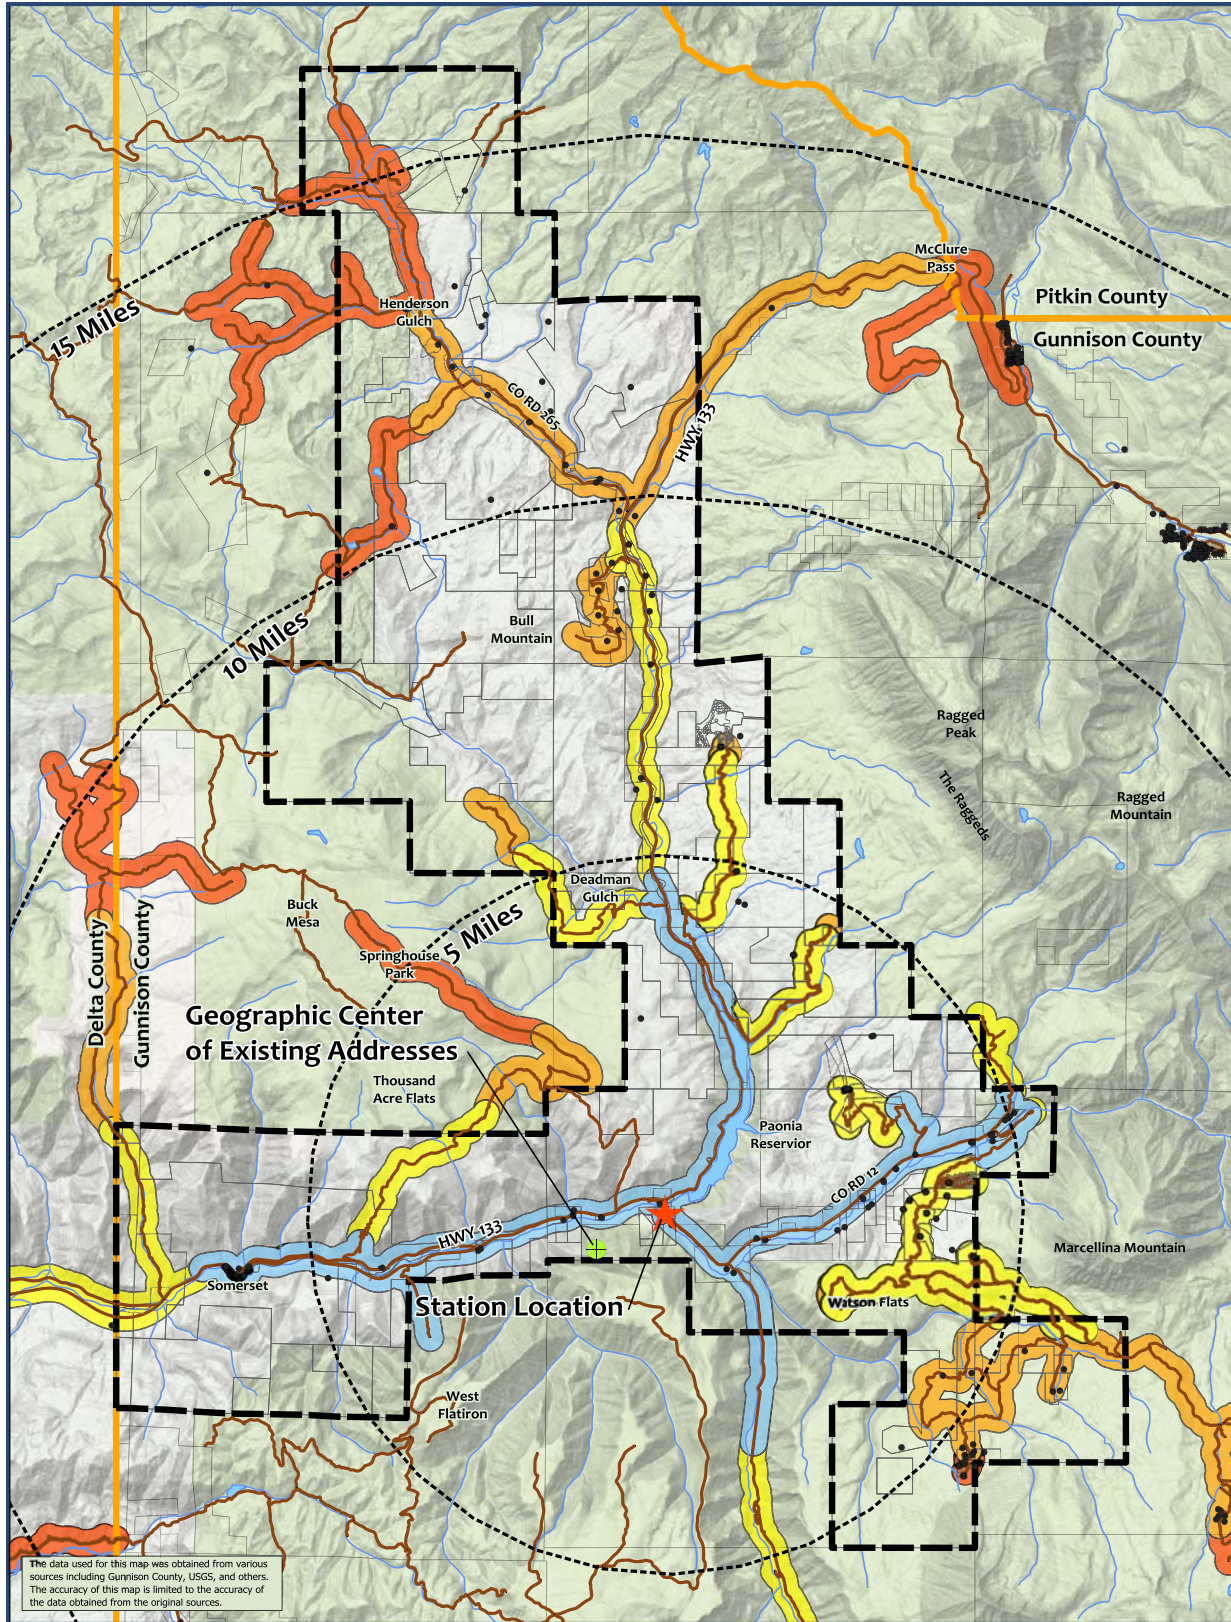 McClure
Pass
Pitkin County
Gunnison County
15 Miles
Henderson
Gulch
CO RD 265
HWY 133
10 Miles
Bull
Mountain
Ragged
Peak
The Raggeds
Ragged
Mountain
Deadman
Gulch
Buck
Mesa
5 Miles
Springhouse
Park
Delta County
Gunnison County
Geographic Center
of Existing Addresses
Thousand
Acre Flats
Paonia
Reservior
CO RD 12
HWY 133
Marcellina Mountain
Somerset
Station Location
Watson Flats
West
Flatiron
The data used for this map was obtained from various
sources including Gunnison County, USGS, and others.
The accuracy of this map is limited to the accuracy of
the data obtained from the original sources.